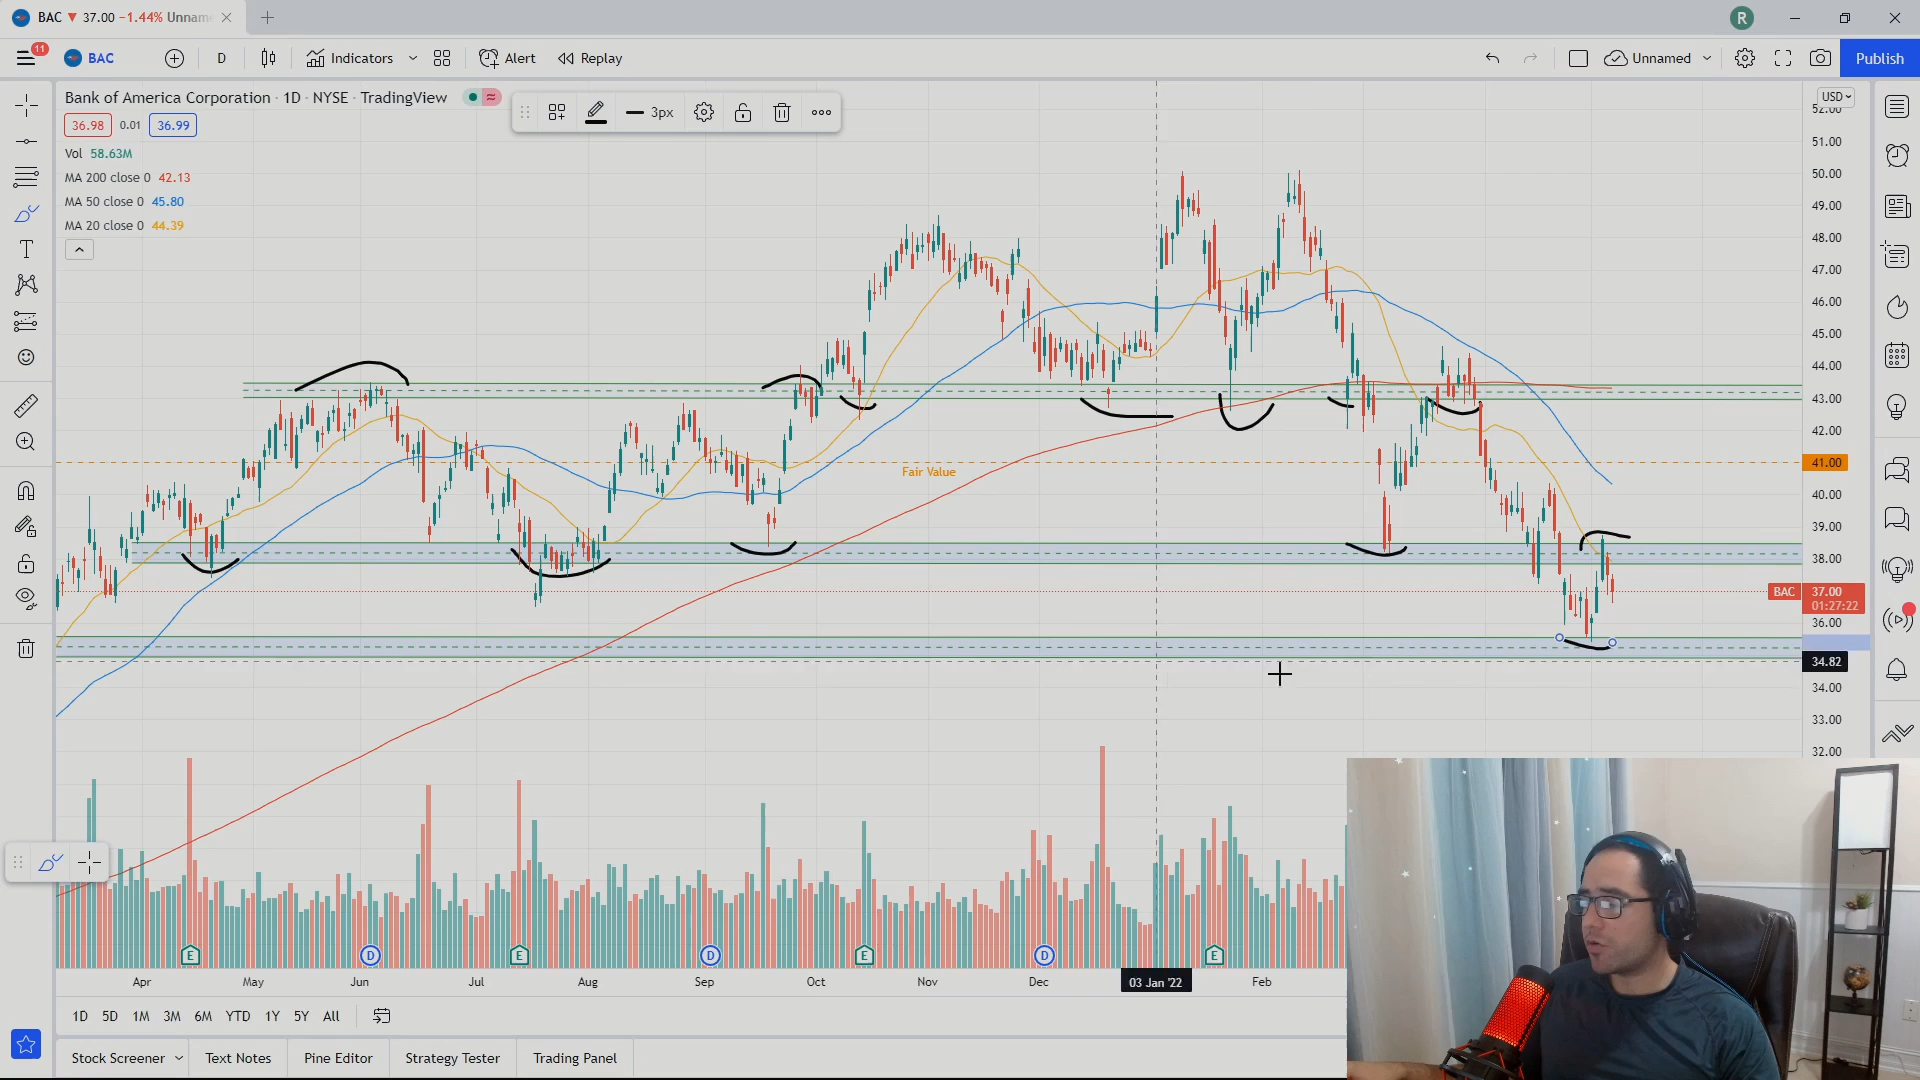 BAC ▼ 37.00 −1.44% Unnam
R
11
BAC
D
Indicators
Alert
Replay
Unnamed
Publish
Bank of America Corporation · 1D · NYSE · TradingView
3px
USD
36.98
0.01
36.99
Vol 58.63M
MA 200 close 0 42.13
MA 50 close 0 45.80
MA 20 close 0 44.39
52.00
51.00
50.00
49.00
48.00
47.00
46.00
45.00
44.00
43.00
42.00
41.00
Fair Value
40.00
39.00
38.00
BAC 37.00
01:27:22
36.00
34.82
34.00
33.00
32.00
E
D
E
D
E
D
E
Apr
May
Jun
Jul
Aug
Sep
Oct
Nov
Dec
03 Jan '22
Feb
1D
5D
1M
3M
6M
YTD
1Y
5Y
All
Stock Screener
Text Notes
Pine Editor
Strategy Tester
Trading Panel